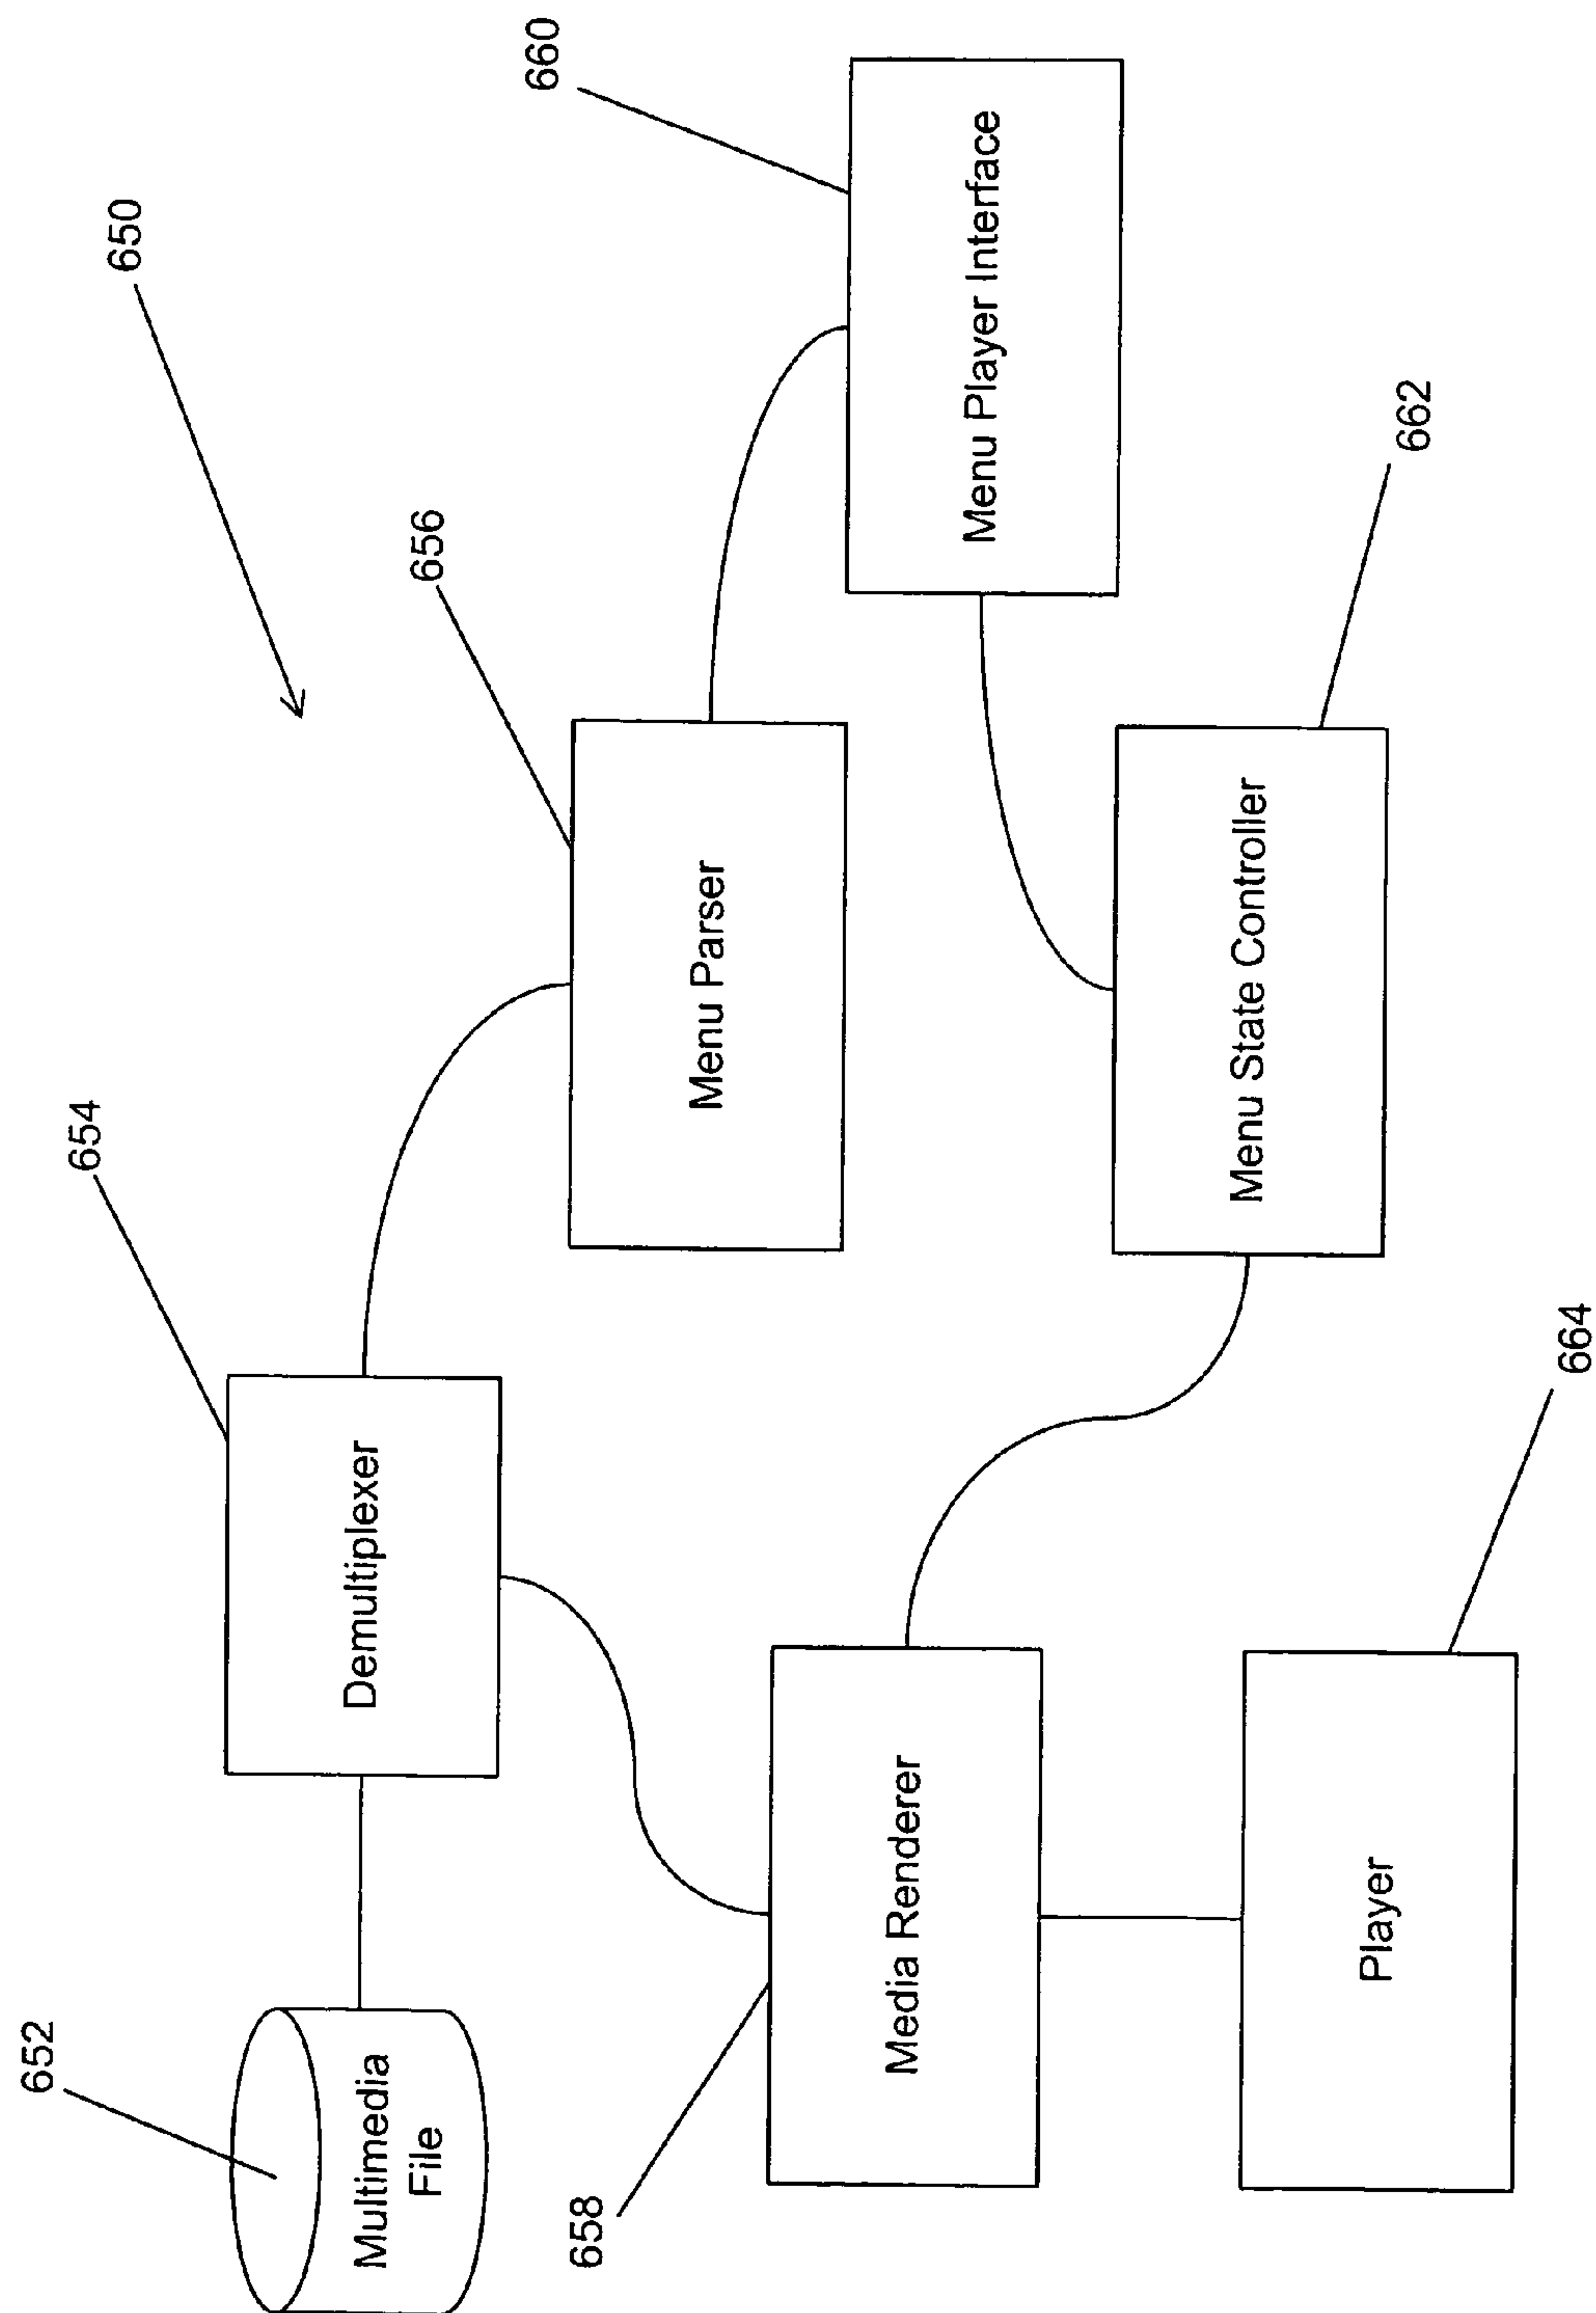 650
652
Multimedia
File
654
Demultiplexer
656
Menu Parser
660
Menu Player Interface
658
Media Renderer
662
Menu State Controller
664
Player